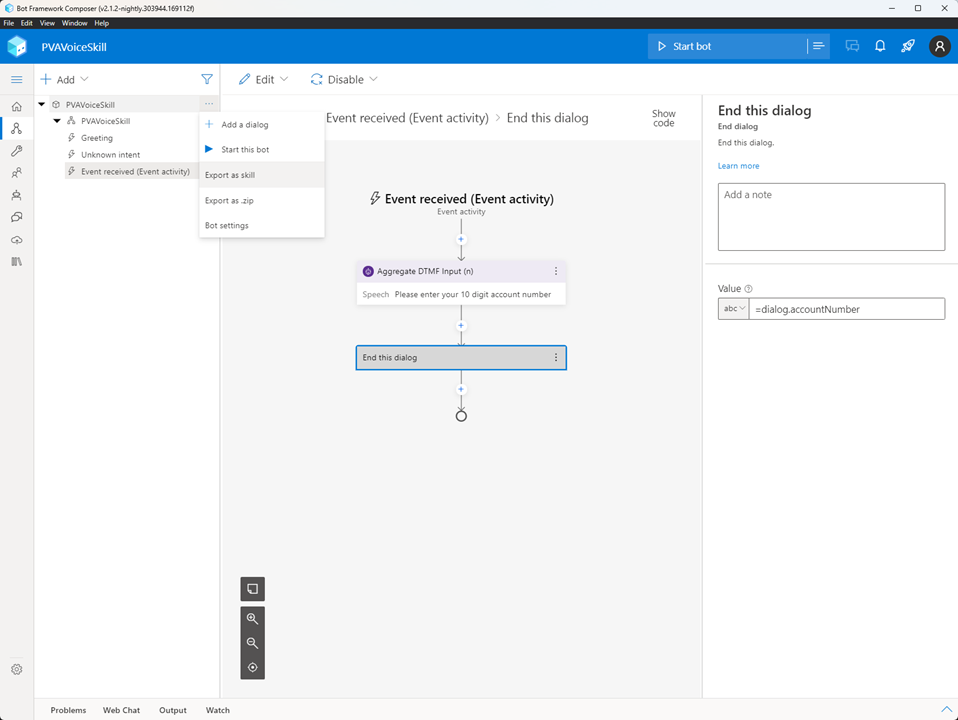 Bot Framework Composer (v2.1.2-nightly.303944.169112f)
File Edit View Window Help
PVAVoiceSkill
Start bot
Add
Edit
Disable
PVAVoiceSkill
PVAVoiceSkill
Greeting
Unknown intent
Event received (Event activity)
Add a dialog
Start this bot
Export as skill
Export as .zip
Bot settings
Event received (Event activity) > End this dialog
Show
code
Event received (Event activity)
Event activity
Aggregate DTMF Input (n)
Speech Please enter your 10 digit account number
End this dialog
End this dialog
End dialog
End this dialog.
Learn more
Add a note
Value
abc =dialog.accountNumber
Problems Web Chat Output Watch